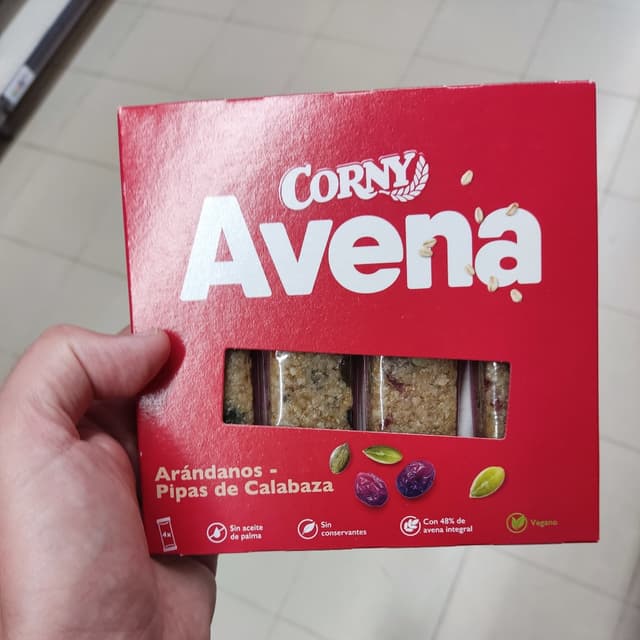 CORNY
Avena
Arándanos -
Pipas de Calabaza
4x
Sin aceite
de palma
Sin
conservantes
Con 48% de
avena integral
Vegano